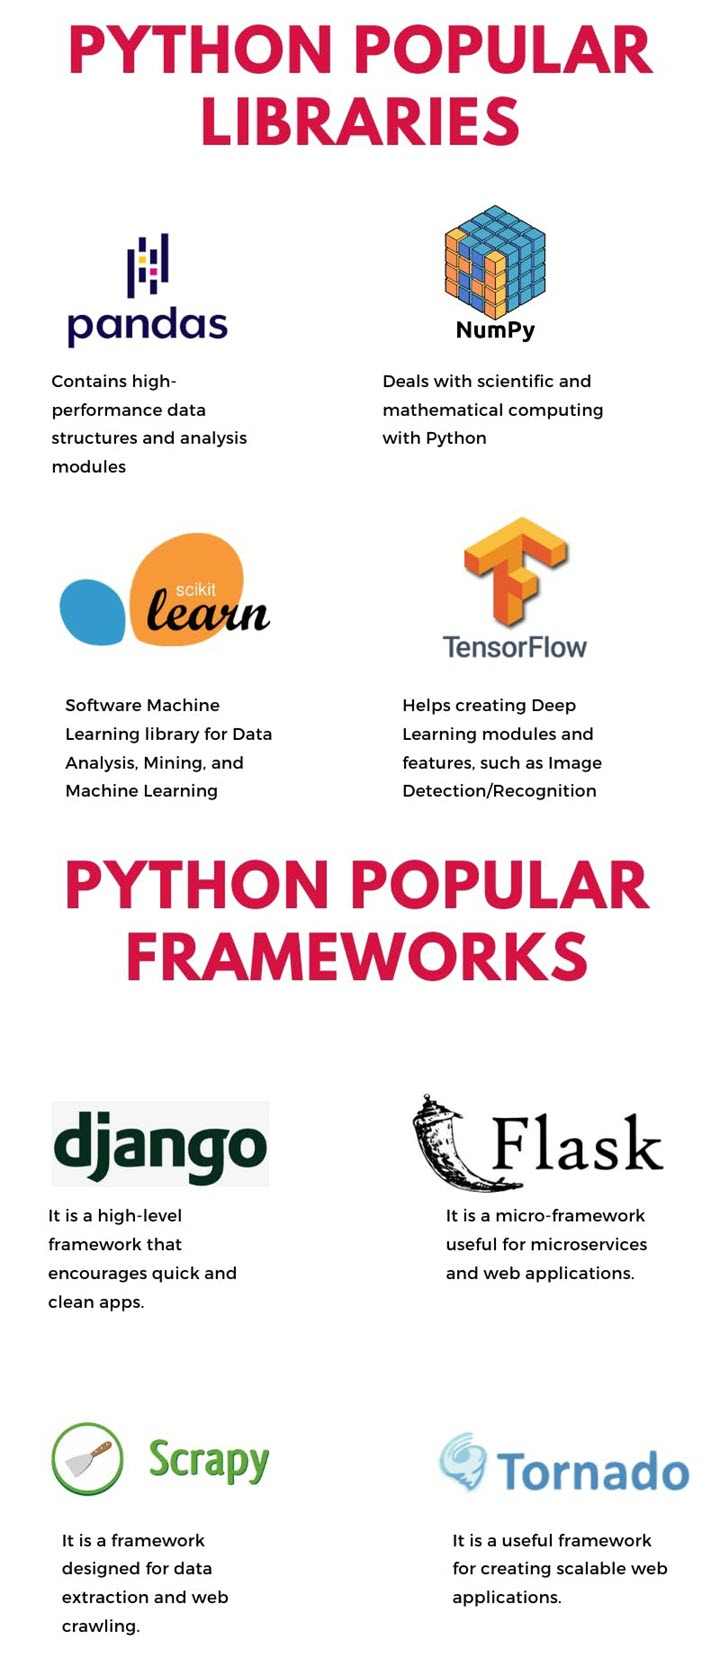 PYTHON POPULAR
LIBRARIES
pandas
Contains high-
performance data
structures and analysis
modules
NumPy
Deals with scientific and
mathematical computing
with Python
scikit
learn
Software Machine
Learning library for Data
Analysis, Mining, and
Machine Learning
TensorFlow
Helps creating Deep
Learning modules and
features, such as Image
Detection/Recognition
PYTHON POPULAR
FRAMEWORKS
django
It is a high-level
framework that
encourages quick and
clean apps.
Flask
It is a micro-framework
useful for microservices
and web applications.
Scrapy
It is a framework
designed for data
extraction and web
crawling.
Tornado
It is a useful framework
for creating scalable web
applications.